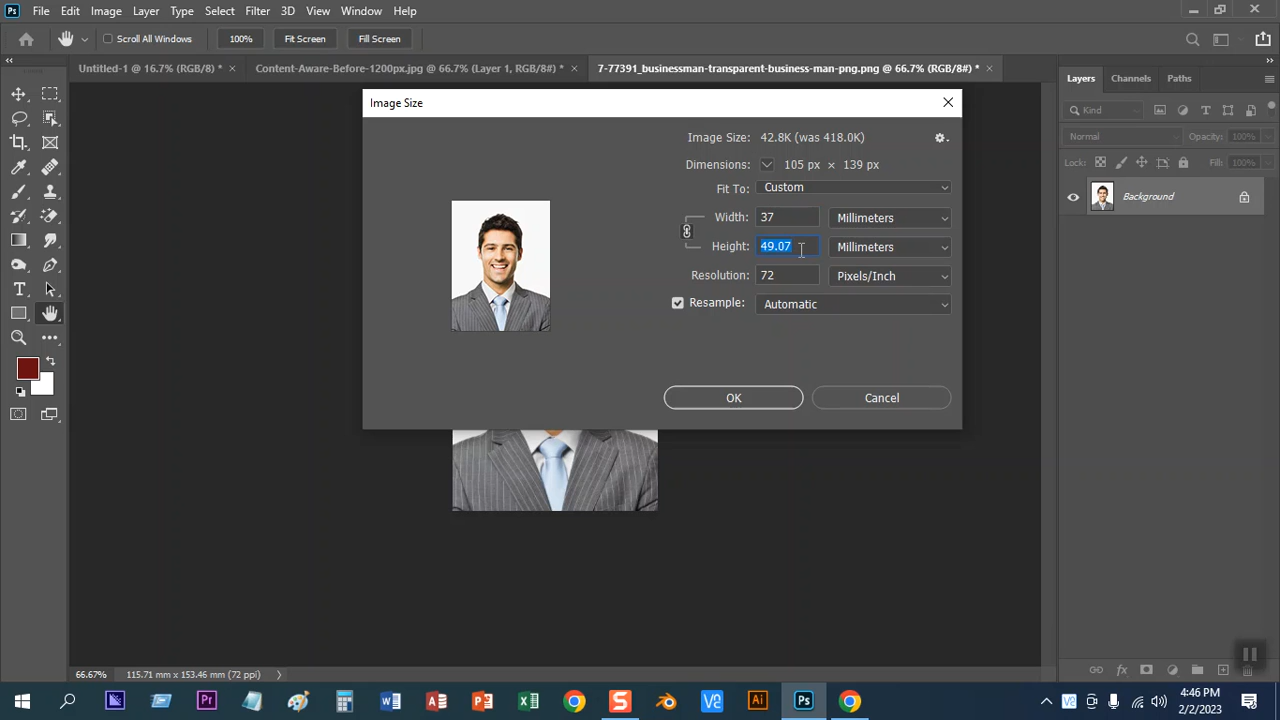 Ps File Edit Image Layer Type Select Filter 3D View Window Help
Scroll All Windows 100% Fit Screen Fill Screen
Untitled-1 @ 16.7% (RGB/8) * × Content-Aware-Before-1200px.jpg @ 66.7% (Layer 1, RGB/8#) * × 7-77391_businessman-transparent-business-man-png.png @ 66.7% (RGB/8#) * ×
Layers Channels Paths
Kind
Normal Opacity: 100%
Lock: Fill: 100%
Background
Image Size
Image Size: 42.8K (was 418.0K)
Dimensions: 105 px × 139 px
Fit To: Custom
Width: 37 Millimeters
Height: 49.07 Millimeters
Resolution: 72 Pixels/Inch
Resample: Automatic
OK Cancel
66.67% 115.71 mm x 153.46 mm (72 ppi)
4:46 PM
2/2/2023